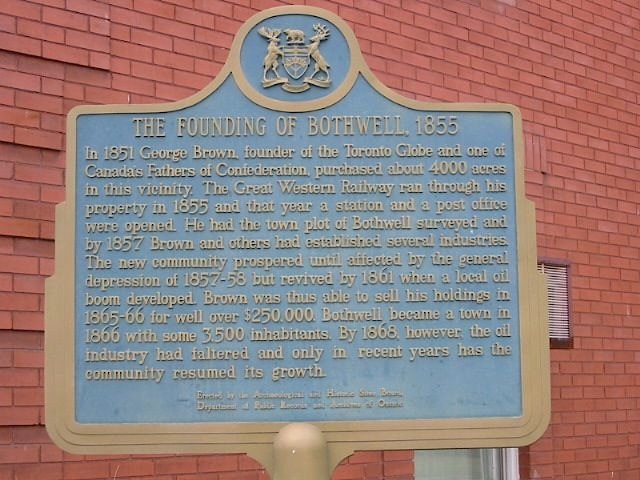 THE FOUNDING OF BOTHWELL, 1855
In 1851 George Brown, founder of the Toronto Globe and one of
Canada's Fathers of Confederation, purchased about 4000 acres
in this vicinity. The Great Western Railway ran through his
property in 1855 and that year a station and a post office
were opened. He had the town plot of Bothwell surveyed and
by 1857 Brown and others had established several industries.
The new community prospered until affected by the general
depression of 1857-58 but revived by 1861 when a local oil
boom developed. Brown was thus able to sell his holdings in
1865-66 for well over $250,000. Bothwell became a town in
1866 with some 3,500 inhabitants. By 1868, however, the oil
industry had faltered and only in recent years has the
community resumed its growth.
Erected by the Archaeological and Historic Sites Board,
Department of Public Records and Archives of Ontario